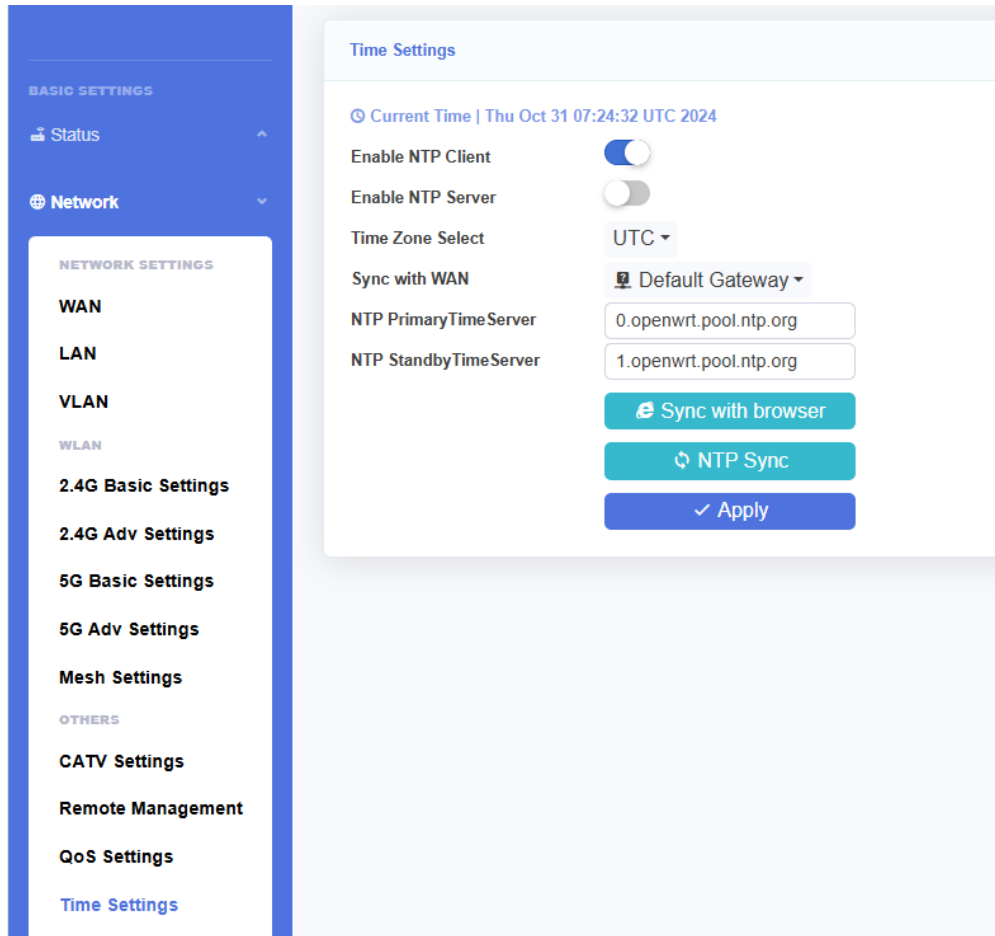 BASIC SETTINGS
Status
Network
NETWORK SETTINGS
WAN
LAN
VLAN
WLAN
2.4G Basic Settings
2.4G Adv Settings
5G Basic Settings
5G Adv Settings
Mesh Settings
OTHERS
CATV Settings
Remote Management
QoS Settings
Time Settings
Time Settings
Current Time | Thu Oct 31 07:24:32 UTC 2024
Enable NTP Client
Enable NTP Server
Time Zone Select UTC
Sync with WAN Default Gateway
NTP PrimaryTimeServer 0.openwrt.pool.ntp.org
NTP StandbyTimeServer 1.openwrt.pool.ntp.org
Sync with browser
NTP Sync
Apply